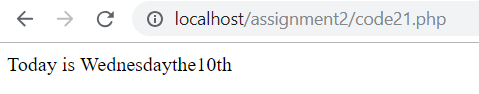 localhost/assignment2/code21.php
Today is Wednesdaythe10th